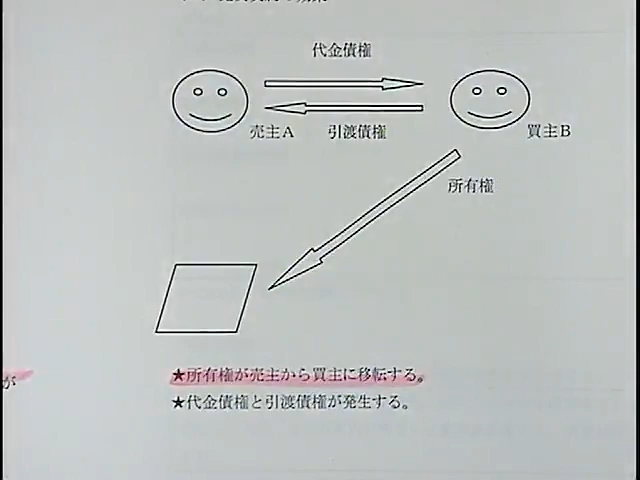 代金債権
売主A
引渡債権
買主B
所有権
が
★所有権が売主から買主に移転する。
★代金債権と引渡債権が発生する。